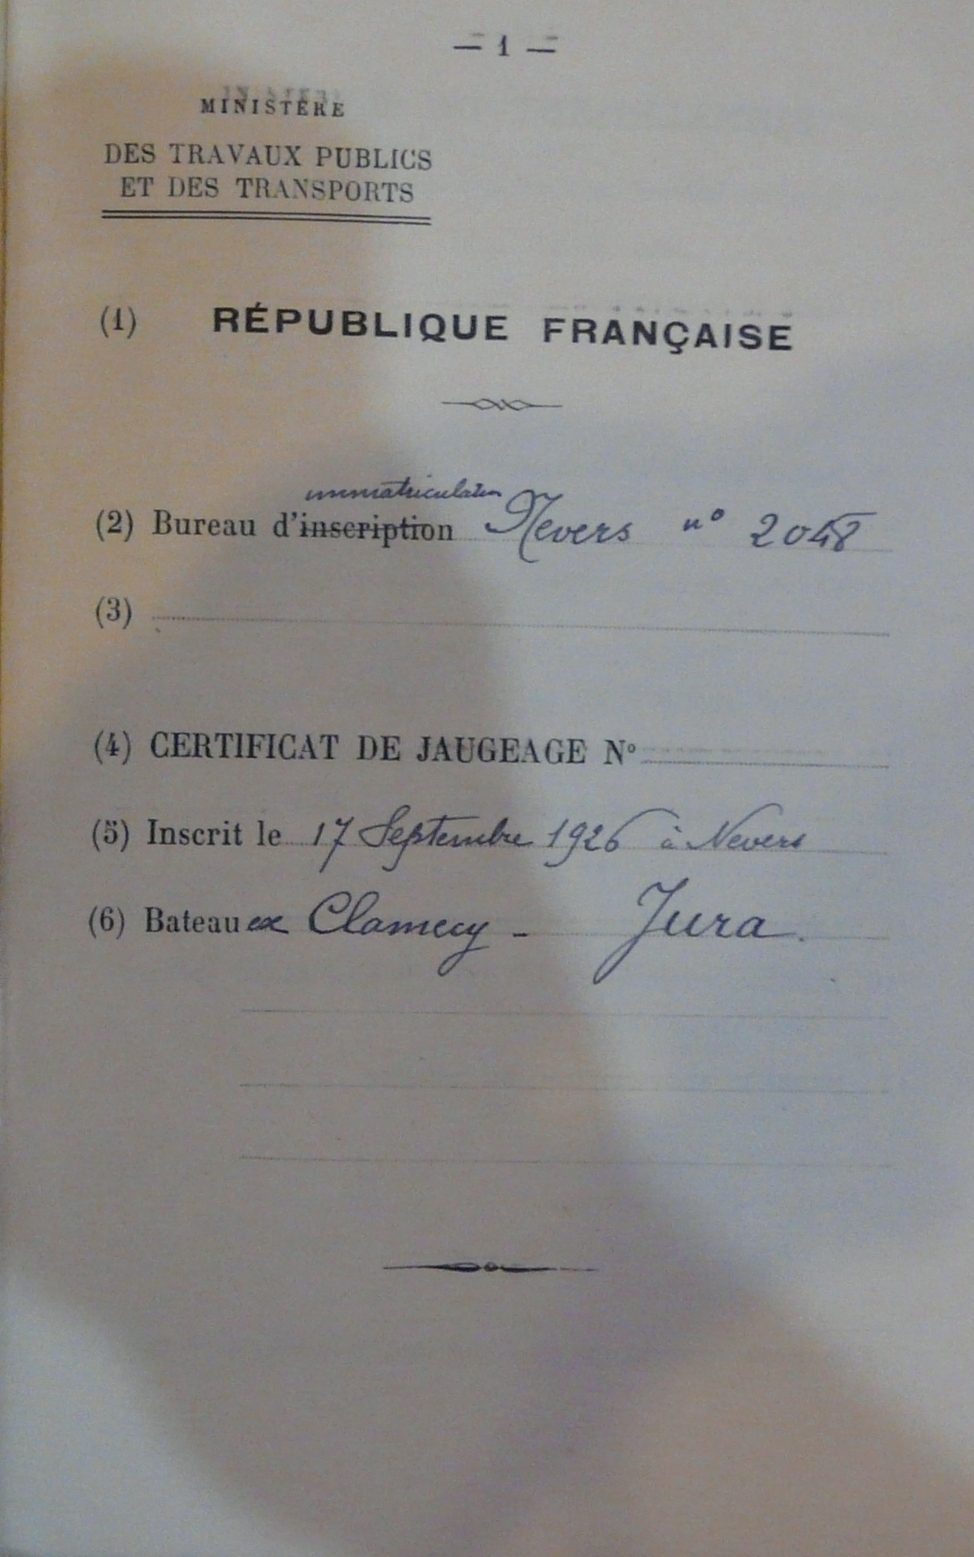 — 1 —
MINISTÈRE
DES TRAVAUX PUBLICS
ET DES TRANSPORTS
(1) RÉPUBLIQUE FRANÇAISE
immatriculation
(2) Bureau d'inscription Nevers n° 2048
(3)
(4) CERTIFICAT DE JAUGEAGE N°
(5) Inscrit le 17 Septembre 1926 à Nevers
(6) Bateau ex Clamecy - Jura.